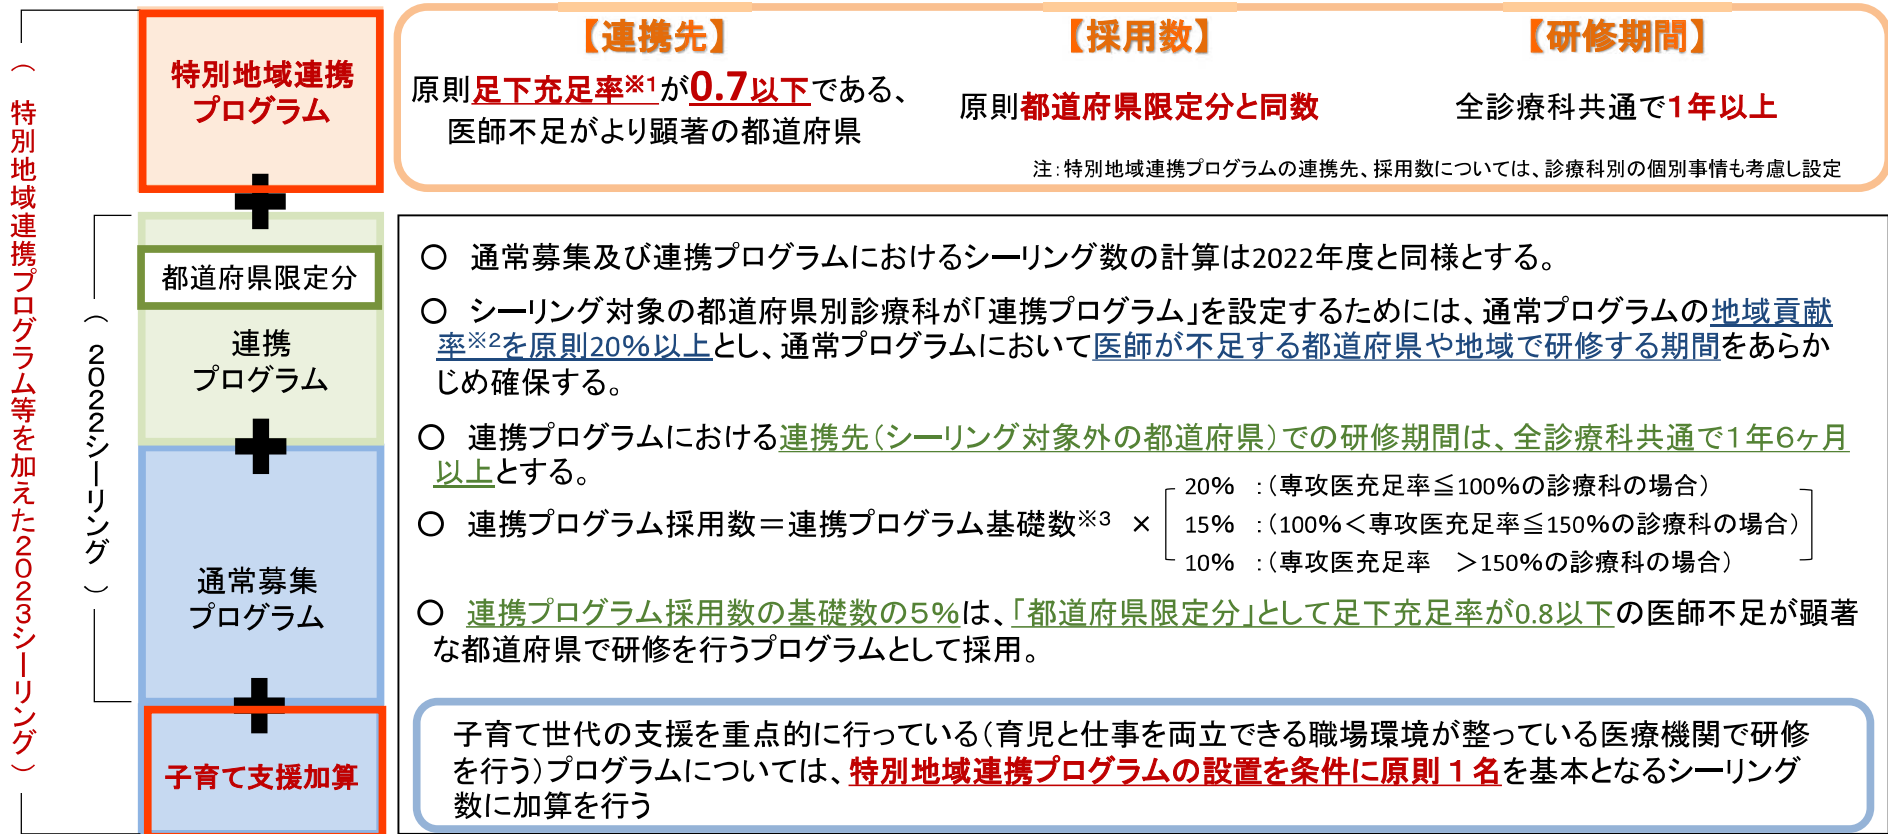 （特別地域連携プログラム等を加えた2023シーリング）
（2022シーリング）
特別地域連携
プログラム
都道府県限定分
連携
プログラム
通常募集
プログラム
子育て支援加算
【連携先】
原則足下充足率※1が0.7以下である、
医師不足がより顕著の都道府県
【採用数】
原則都道府県限定分と同数
【研修期間】
全診療科共通で1年以上
注：特別地域連携プログラムの連携先、採用数については、診療科別の個別事情も考慮し設定
○ 通常募集及び連携プログラムにおけるシーリング数の計算は2022年度と同様とする。
○ シーリング対象の都道府県別診療科が「連携プログラム」を設定するためには、通常プログラムの地域貢献
率※2を原則20%以上とし、通常プログラムにおいて医師が不足する都道府県や地域で研修する期間をあらか
じめ確保する。
○ 連携プログラムにおける連携先（シーリング対象外の都道府県）での研修期間は、全診療科共通で1年6ヶ月
以上とする。
○ 連携プログラム採用数＝連携プログラム基礎数※3 ×
20% ：（専攻医充足率≦100%の診療科の場合）
15% ：（100%＜専攻医充足率≦150%の診療科の場合）
10% ：（専攻医充足率 ＞150%の診療科の場合）
○ 連携プログラム採用数の基礎数の5%は、「都道府県限定分」として足下充足率が0.8以下の医師不足が顕著
な都道府県で研修を行うプログラムとして採用。
子育て世代の支援を重点的に行っている（育児と仕事を両立できる職場環境が整っている医療機関で研修
を行う）プログラムについては、特別地域連携プログラムの設置を条件に原則１名を基本となるシーリング
数に加算を行う